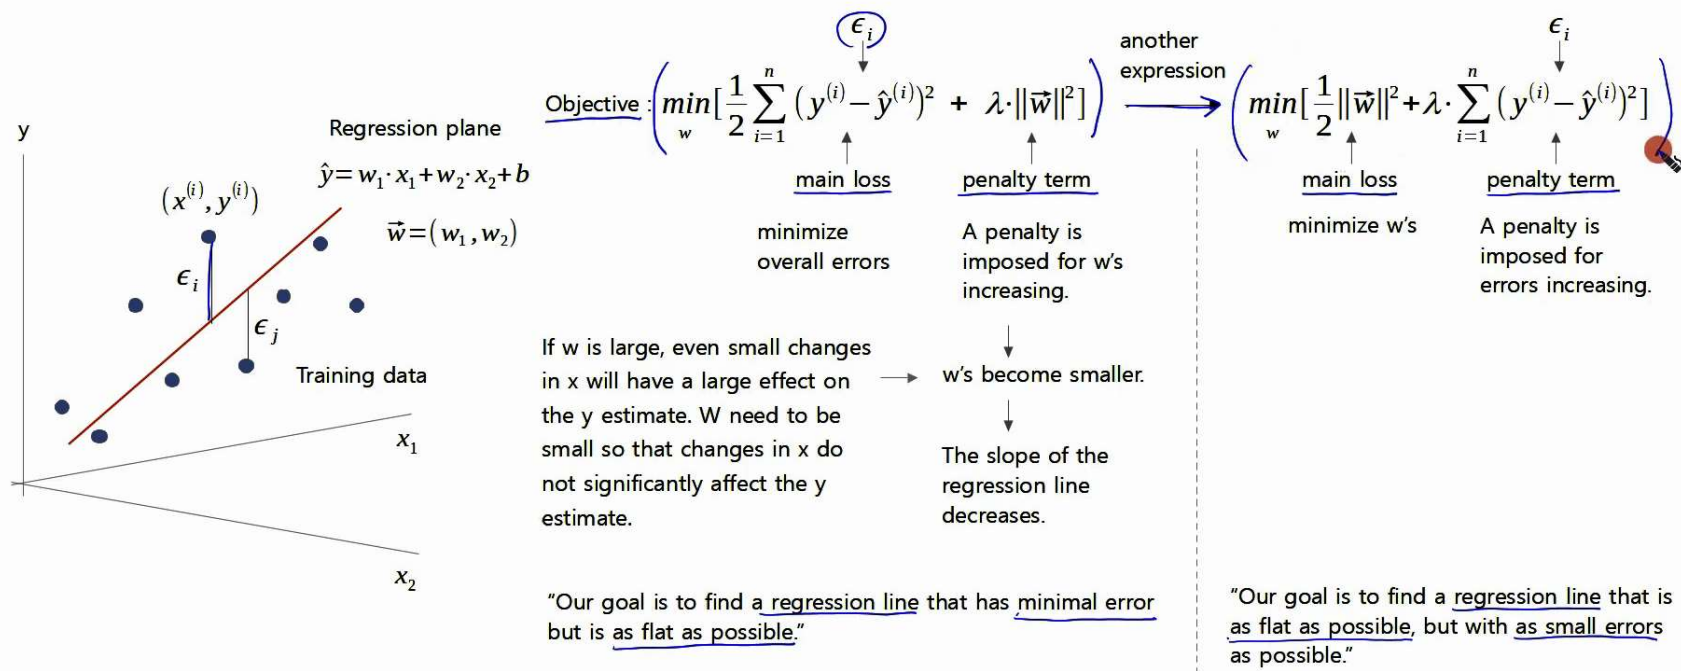 y
Regression plane
ŷ=w₁·x₁+w₂·x₂+b
w⃗=(w₁,w₂)
(x⁽ⁱ⁾,y⁽ⁱ⁾)
ϵᵢ
ϵⱼ
Training data
x₁
x₂
ϵᵢ
Objective : min_w[1/2 ∑_{i=1}^{n} (y⁽ⁱ⁾−ŷ⁽ⁱ⁾)² + λ·‖w⃗‖²]
main loss
penalty term
minimize
overall errors
A penalty is
imposed for w's
increasing.
If w is large, even small changes
in x will have a large effect on
the y estimate. W need to be
small so that changes in x do
not significantly affect the y
estimate.
w's become smaller.
The slope of the
regression line
decreases.
"Our goal is to find a regression line that has minimal error
but is as flat as possible."
another
expression
ϵᵢ
min_w[1/2 ‖w⃗‖²+λ·∑_{i=1}^{n} (y⁽ⁱ⁾−ŷ⁽ⁱ⁾)²]
main loss
penalty term
minimize w's
A penalty is
imposed for
errors increasing.
"Our goal is to find a regression line that is
as flat as possible, but with as small errors
as possible."